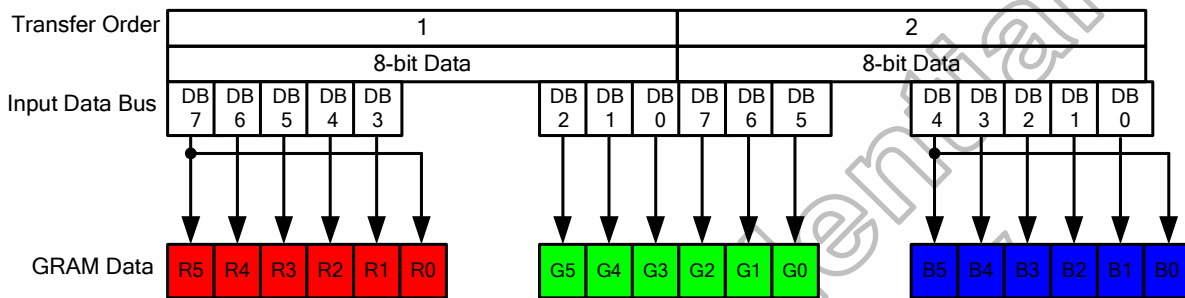 Transfer Order 1 2
8-bit Data 8-bit Data
Input Data Bus DB 7 DB 6 DB 5 DB 4 DB 3 DB 2 DB 1 DB 0 DB 7 DB 6 DB 5 DB 4 DB 3 DB 2 DB 1 DB 0
GRAM Data R5 R4 R3 R2 R1 R0 G5 G4 G3 G2 G1 G0 B5 B4 B3 B2 B1 B0